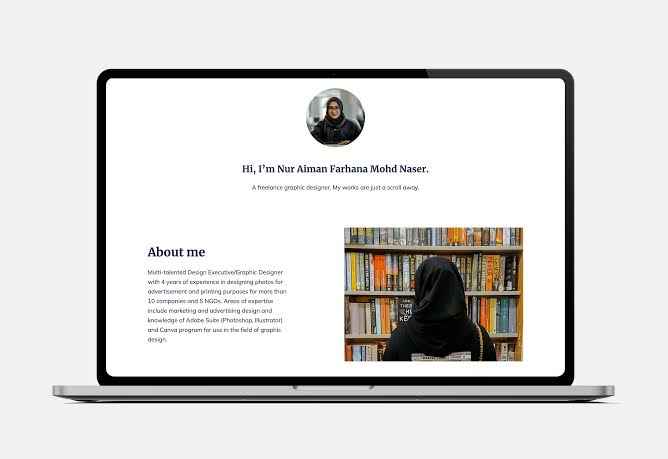 Hi, I'm Nur Aiman Farhana Mohd Naser.
A freelance graphic designer. My works are just a scroll away.
About me
Multi-talented Design Executive/Graphic Designer
with 4 years of experience in designing photos for
advertisement and printing purposes for more than
10 companies and 5 NGOs. Areas of expertise
include marketing and advertising design and
knowledge of Adobe Suite (Photoshop, Illustrator)
and Canva program for use in the field of graphic
design.